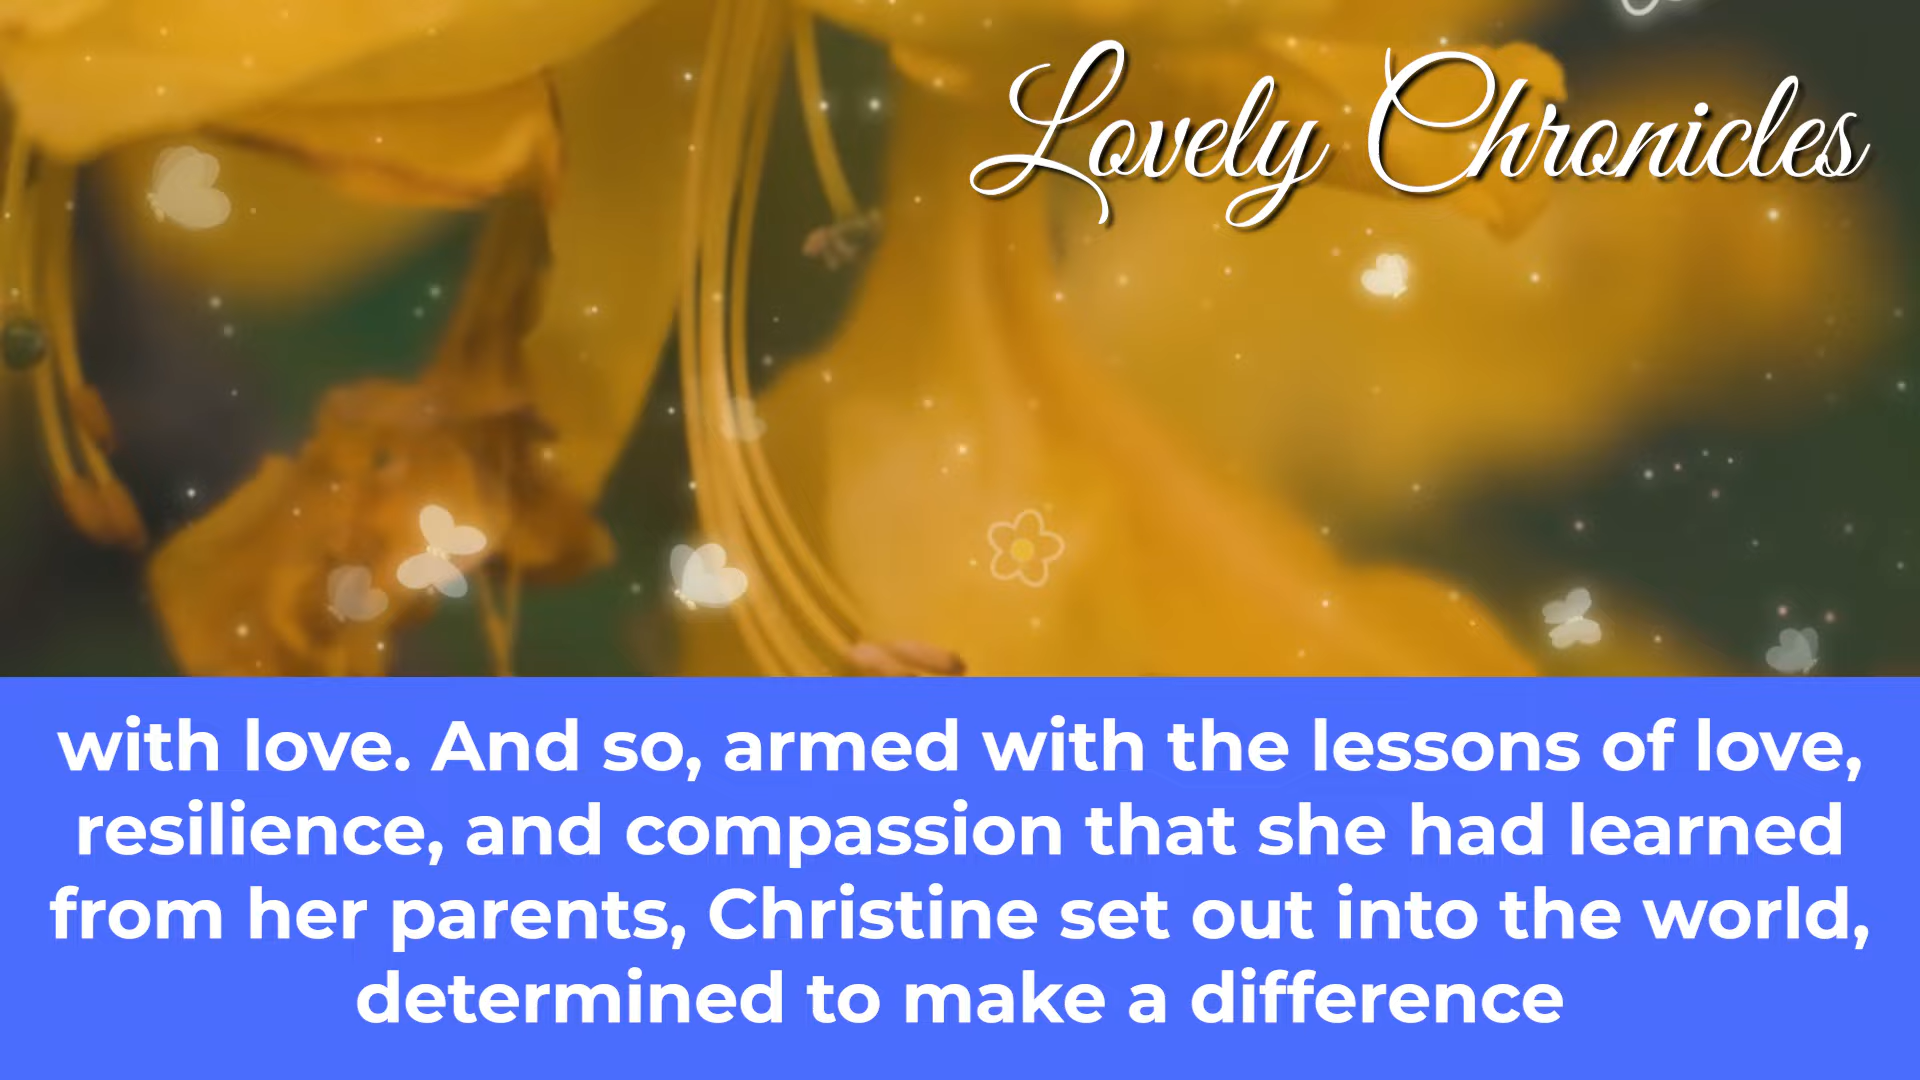 Lovely Chronicles
with love. And so, armed with the lessons of love,
resilience, and compassion that she had learned
from her parents, Christine set out into the world,
determined to make a difference